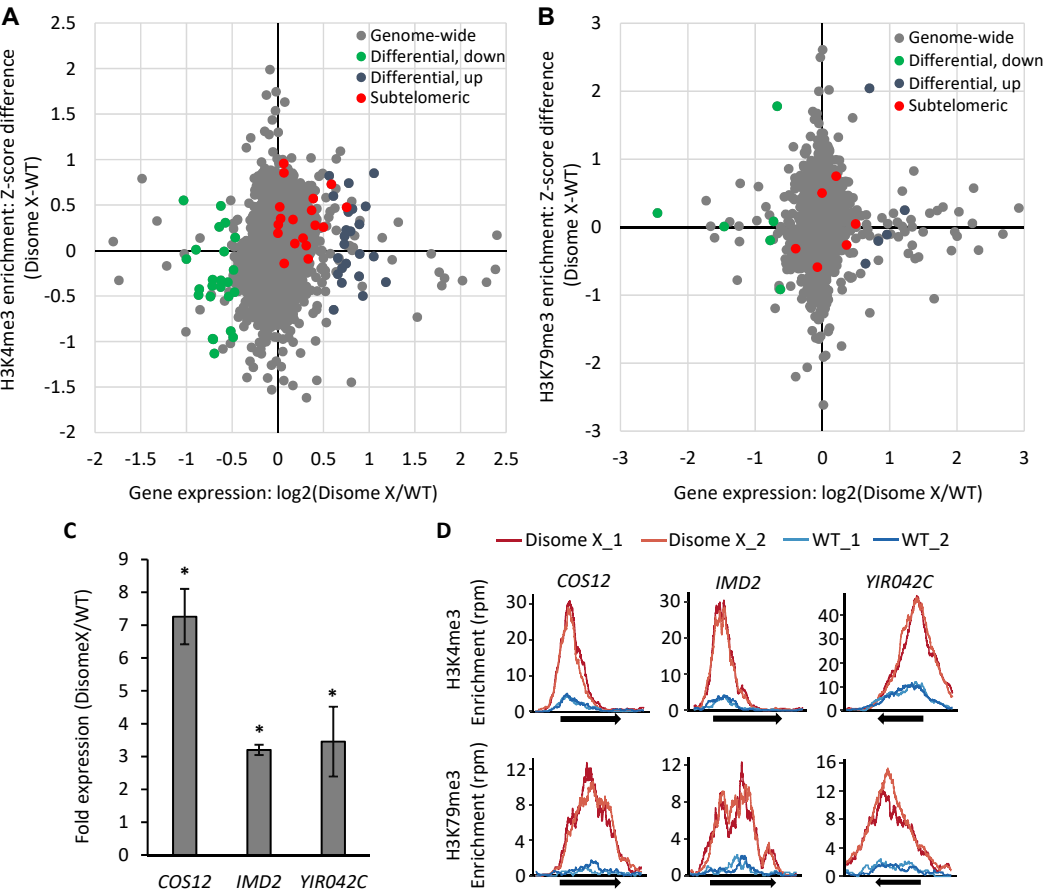 A
H3K4me3 enrichment: Z-score difference
(Disome X-WT)
2.5
2
1.5
1
0.5
0
-0.5
-1
-1.5
-2
-2
-1.5
-1
-0.5
0
0.5
1
1.5
2
2.5
Genome-wide
Differential, down
Differential, up
Subtelomeric
Gene expression: log2(Disome X/WT)
B
H3K79me3 enrichment: Z-score difference
(Disome X-WT)
3
2
1
0
-1
-2
-3
-3
-2
-1
0
1
2
3
Genome-wide
Differential, down
Differential, up
Subtelomeric
Gene expression: log2(Disome X/WT)
C
Fold expression (DisomeX/WT)
9
8
7
6
5
4
3
2
1
0
*
*
*
COS12
IMD2
YIR042C
D
Disome X_1
Disome X_2
WT_1
WT_2
COS12
IMD2
YIR042C
H3K4me3
Enrichment (rpm)
30
20
10
0
30
20
10
0
40
30
20
10
0
H3K79me3
Enrichment (rpm)
12
8
4
0
12
8
4
0
16
12
8
4
0